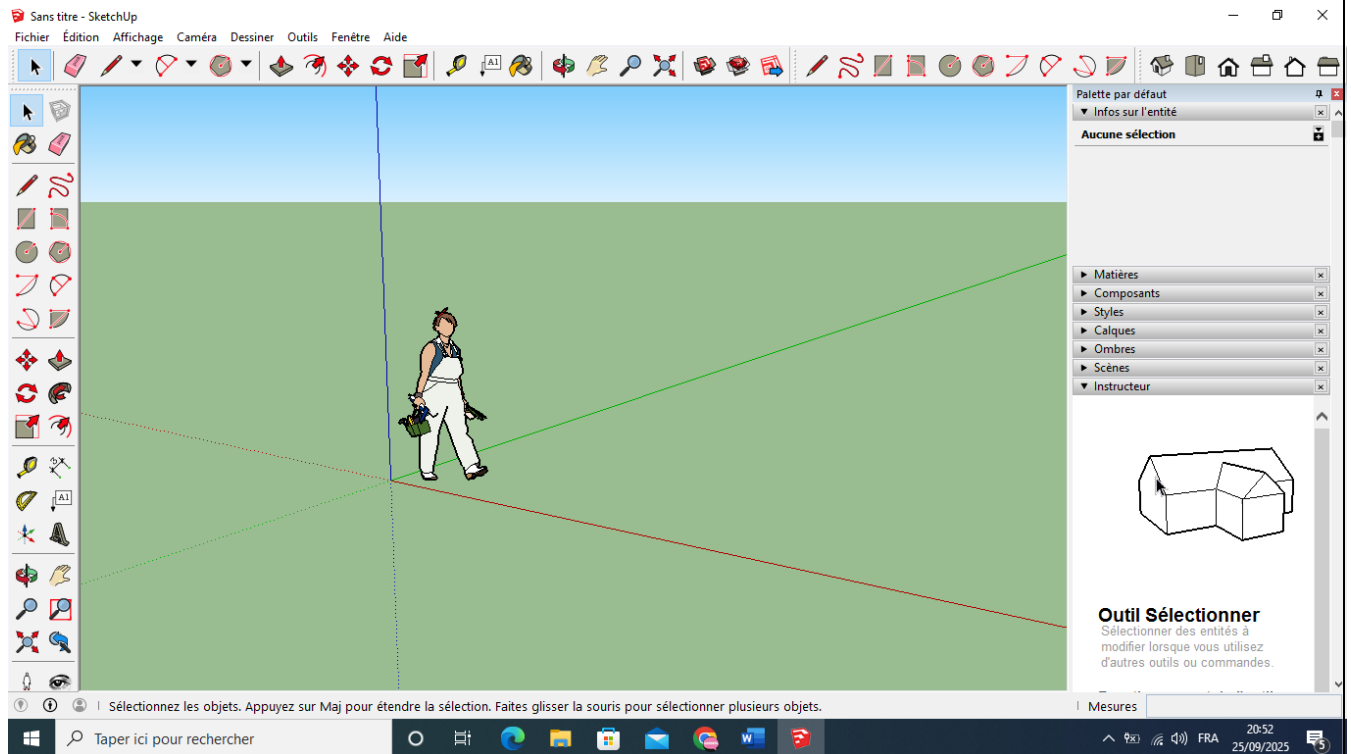 Sans titre - SketchUp
Fichier Édition Affichage Caméra Dessiner Outils Fenêtre Aide
A1
Palette par défaut
Infos sur l'entité
Aucune sélection
Matières
Composants
Styles
Calques
Ombres
Scènes
Instructeur
A1
Outil Sélectionner
Sélectionner des entités à
modifier lorsque vous utilisez
d'autres outils ou commandes.
Sélectionnez les objets. Appuyez sur Maj pour étendre la sélection. Faites glisser la souris pour sélectionner plusieurs objets.
Mesures
Taper ici pour rechercher
FRA
20:52
25/09/2025
5